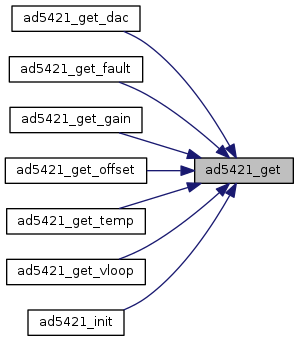 ad5421_get_dac
ad5421_get_fault
ad5421_get_gain
ad5421_get_offset
ad5421_get
ad5421_get_temp
ad5421_get_vloop
ad5421_init